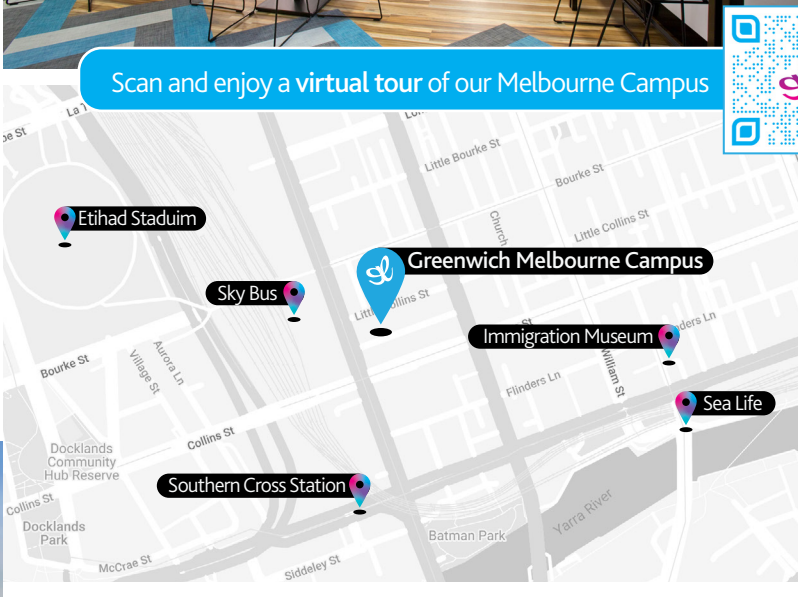 Scan and enjoy a virtual tour of our Melbourne Campus
Little Bourke St
Bourke St
Church
Little Collins St
Etihad Staduim
Greenwich Melbourne Campus
Sky Bus
Immigration Museum
Bourke St
Village St
Aurora Ln
William St
Flinders Ln
Sea Life
Collins St
Docklands
Community
Hub Reserve
Southern Cross Station
Collins St
Docklands
Park
Yarra River
Batman Park
McCrae St
Siddeley St